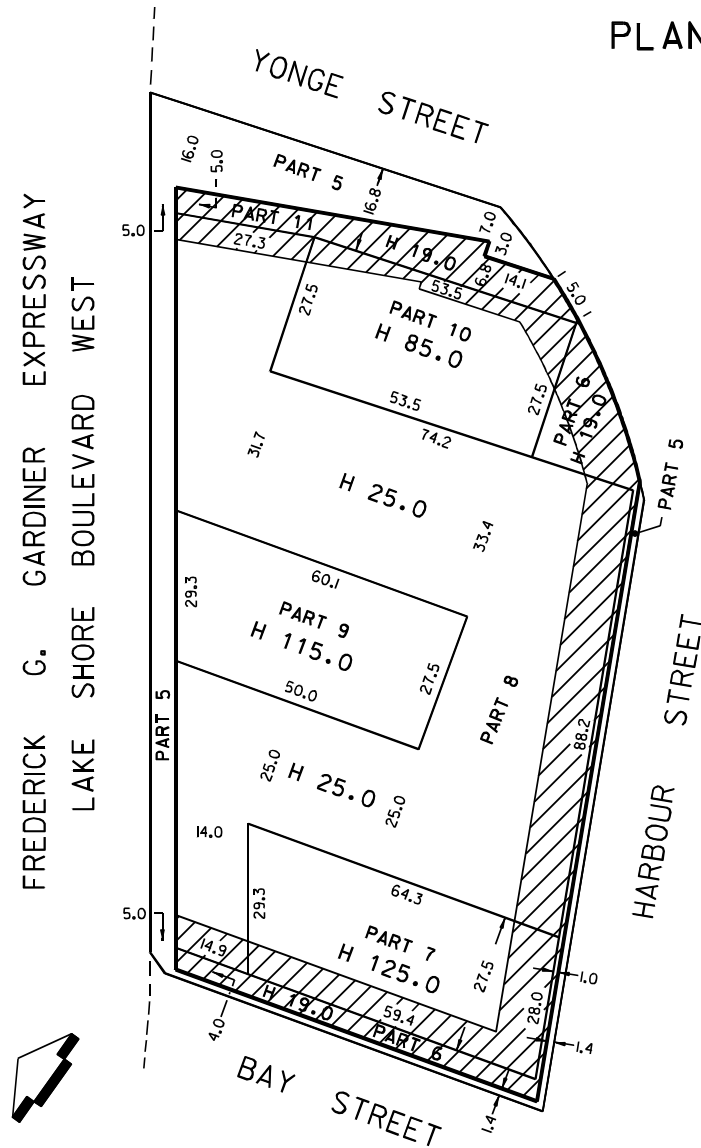 PLAN
YONGE STREET
16.0
5.0
PART 5
16.8
7.0
3.0
5.0
PART 11
H 19.0
6.8
14.1
5.0
27.3
53.5
27.5
PART 10
H 85.0
27.5
PART 6
H 19.0
53.5
74.2
31.7
PART 5
H 25.0
33.4
60.1
29.3
PART 9
H 115.0
27.5
50.0
PART 8
PART 5
88.2
25.0
H 25.0
25.0
14.0
64.3
29.3
PART 7
H 125.0
27.5
5.0
14.9
H 19.0
59.4
PART 6
28.0
1.0
1.4
4.0
1.4
BAY STREET
FREDERICK G. GARDINER EXPRESSWAY
LAKE SHORE BOULEVARD WEST
HARBOUR STREET